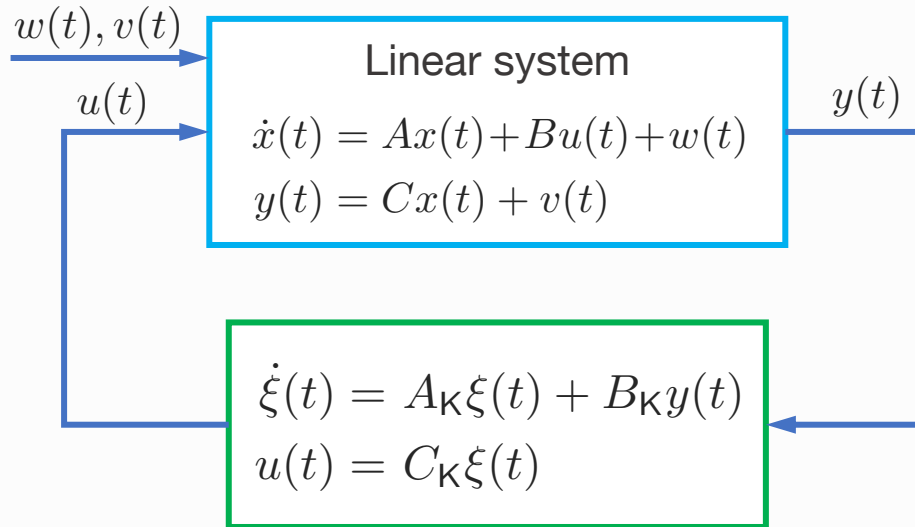 w(t), v(t)
Linear system
u(t)
y(t)
ẋ(t) = Ax(t)+Bu(t)+w(t)
y(t) = Cx(t) + v(t)
ξ̇(t) = A_K ξ(t) + B_K y(t)
u(t) = C_K ξ(t)